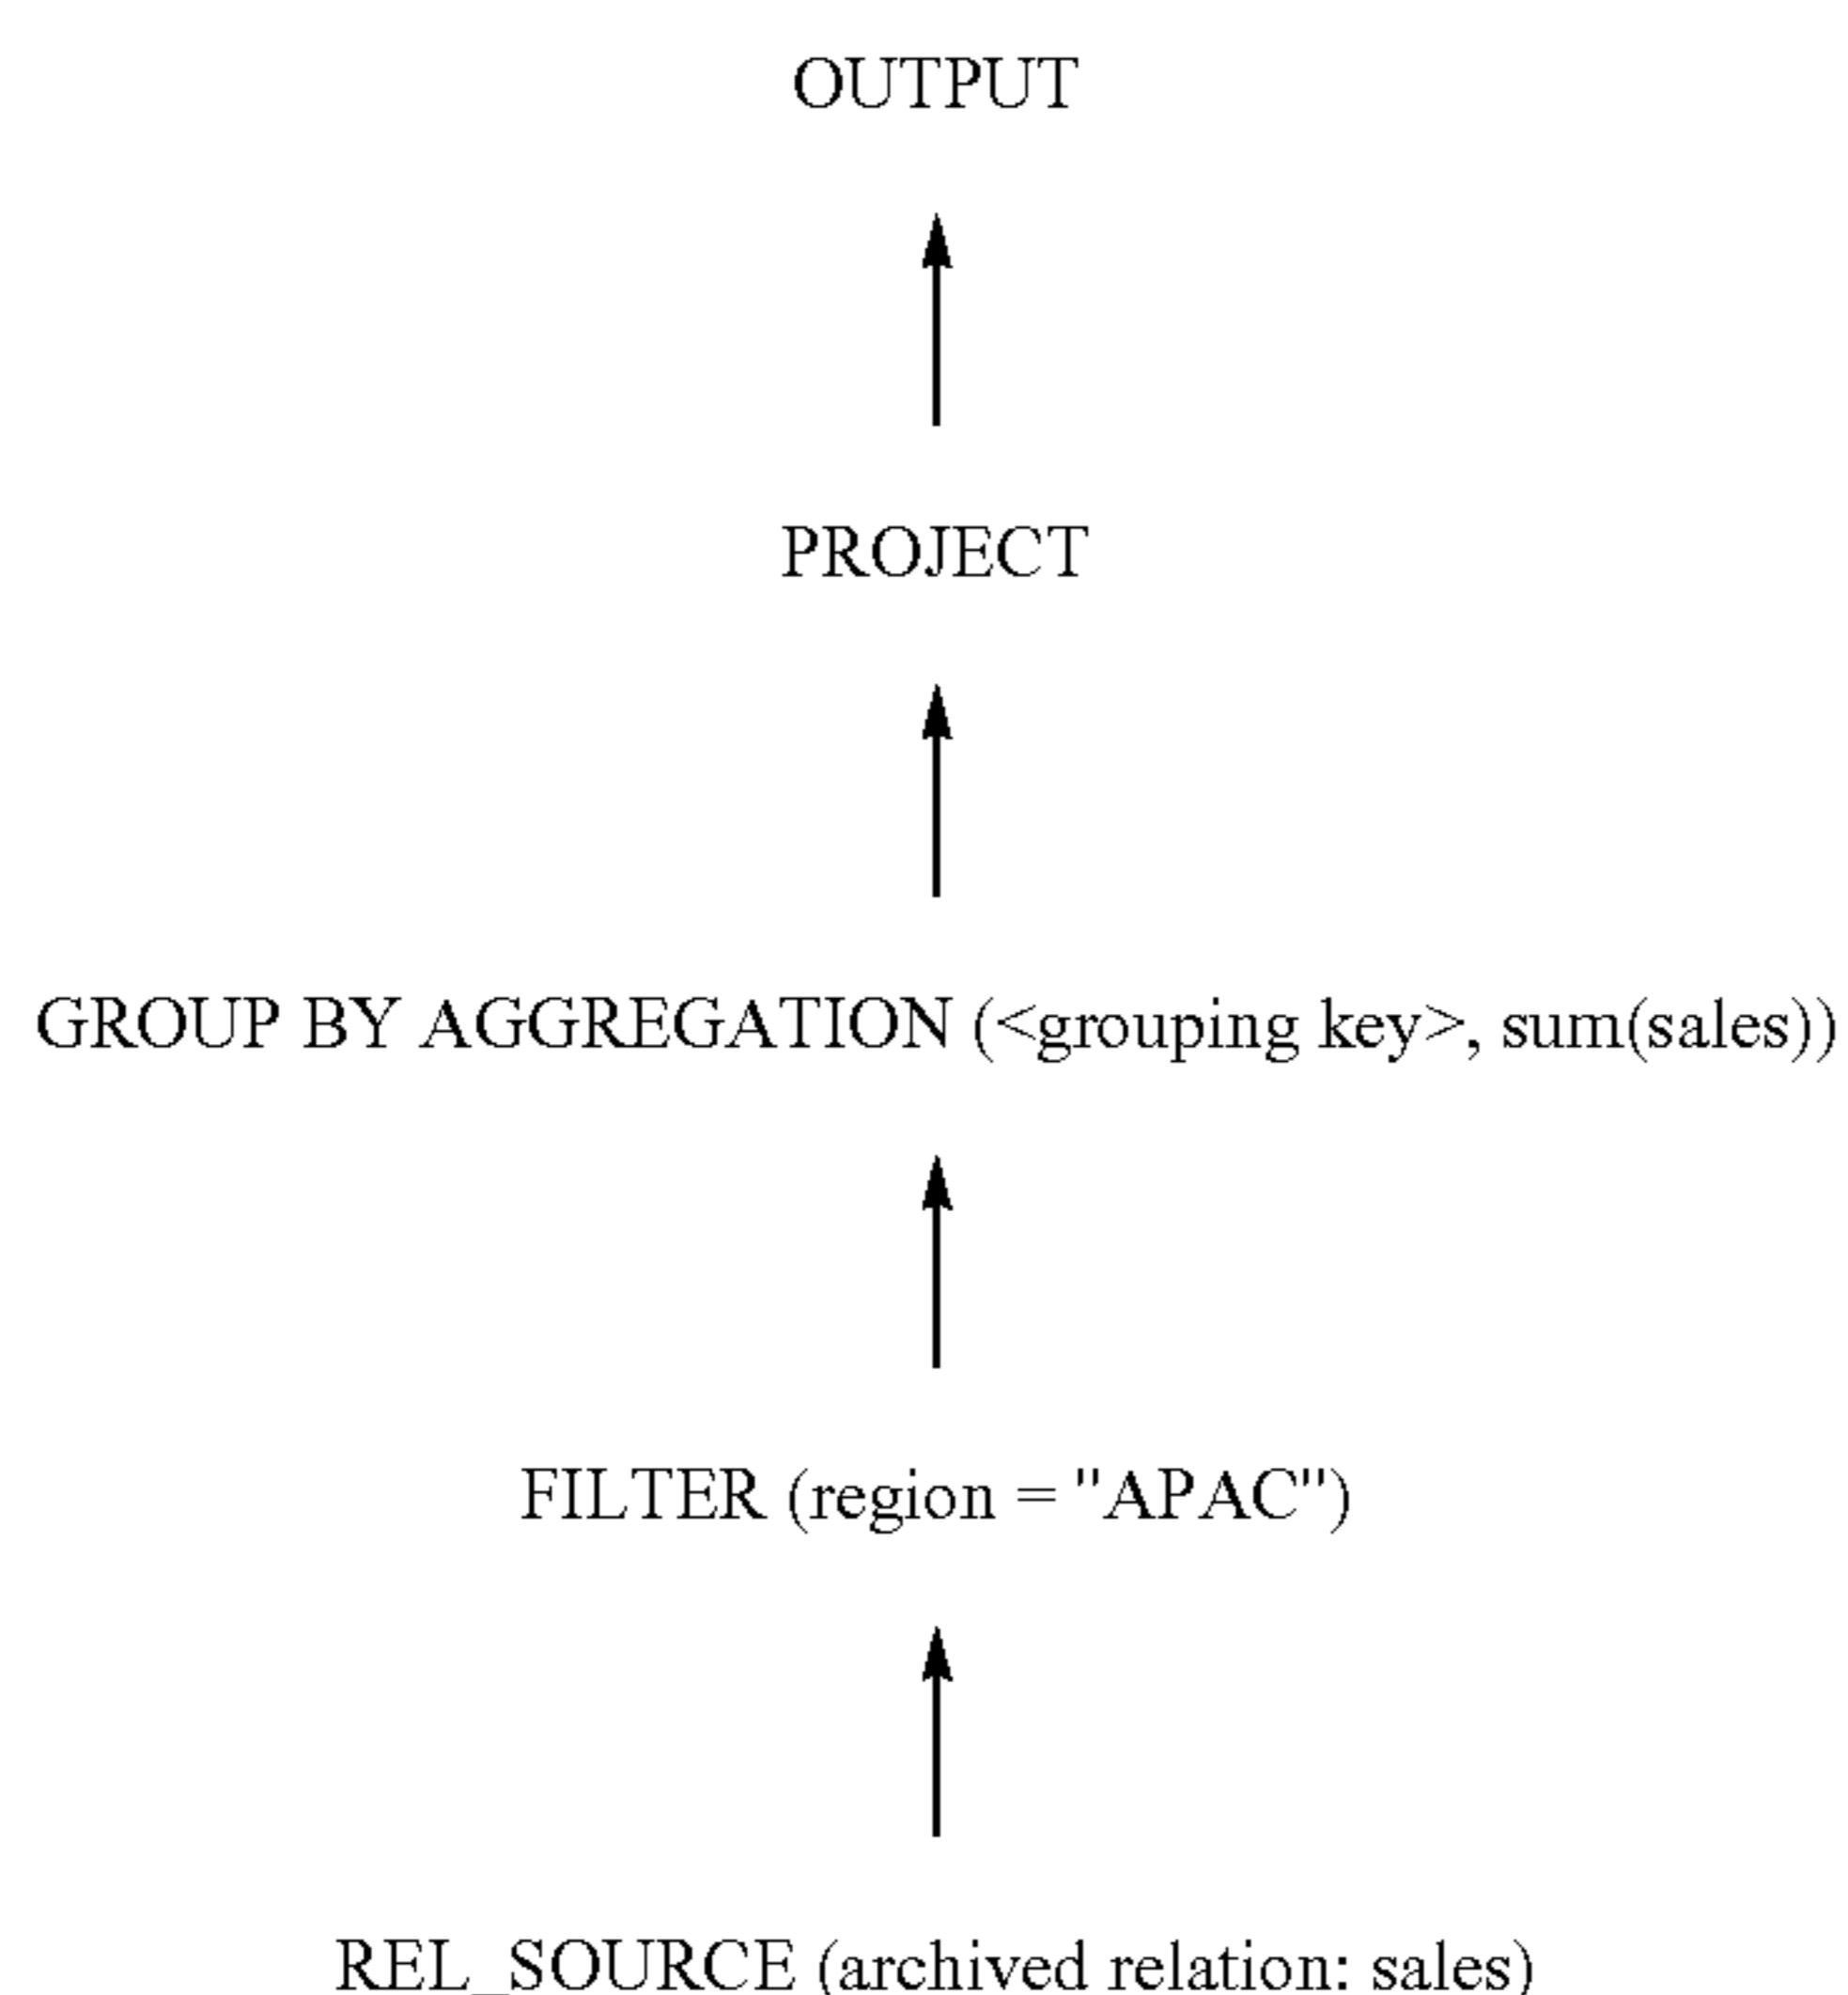 OUTPUT
PROJECT
GROUP BY AGGREGATION (<grouping key>, sum(sales))
FILTER (region = "APAC")
REL_SOURCE (archived relation: sales)